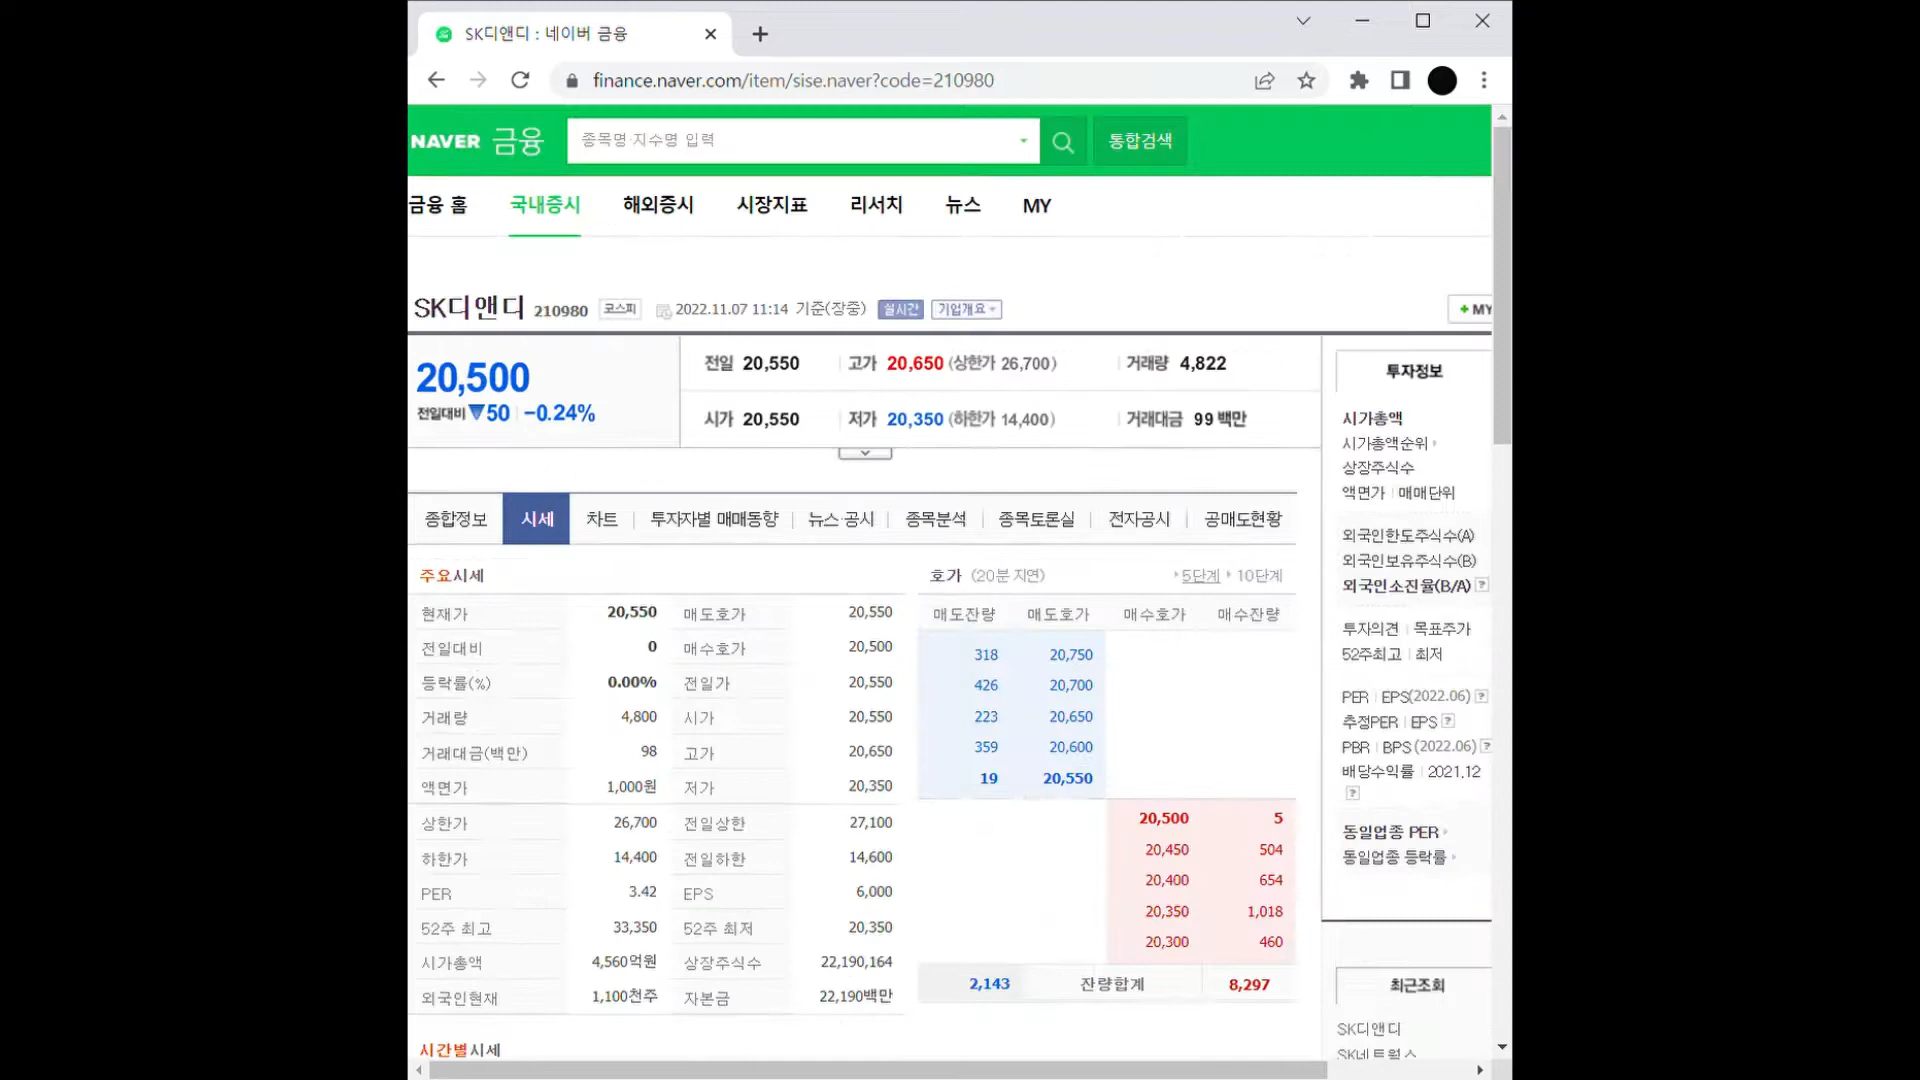 SK디앤디 : 네이버 금융
finance.naver.com/item/sise.naver?code=210980
NAVER 금융
종목명·지수명 입력
통합검색
금융 홈 국내증시 해외증시 시장지표 리서치 뉴스 MY
SK디앤디 210980 코스피 2022.11.07 11:14 기준(장중) 실시간 기업개요
+ MY
20,500
전일대비 ▼50 -0.24%
전일 20,550 고가 20,650 (상한가 26,700) 거래량 4,822
시가 20,550 저가 20,350 (하한가 14,400) 거래대금 99 백만
종합정보 시세 차트 투자자별 매매동향 뉴스·공시 종목분석 종목토론실 전자공시 공매도현황
주요시세
현재가 20,550 매도호가 20,550
전일대비 0 매수호가 20,500
등락률(%) 0.00% 전일가 20,550
거래량 4,800 시가 20,550
거래대금(백만) 98 고가 20,650
액면가 1,000원 저가 20,350
상한가 26,700 전일상한 27,100
하한가 14,400 전일하한 14,600
PER 3.42 EPS 6,000
52주 최고 33,350 52주 최저 20,350
시가총액 4,560억원 상장주식수 22,190,164
외국인현재 1,100천주 자본금 22,190백만
호가 (20분 지연) 5단계 10단계
매도잔량 매도호가 매수호가 매수잔량
318 20,750
426 20,700
223 20,650
359 20,600
19 20,550
20,500 5
20,450 504
20,400 654
20,350 1,018
20,300 460
2,143 잔량합계 8,297
시간별시세
투자정보
시가총액
시가총액순위
상장주식수
액면가 매매단위
외국인한도주식수(A)
외국인보유주식수(B)
외국인소진율(B/A) ?
투자의견 목표주가
52주최고 최저
PER EPS(2022.06) ?
추정PER EPS ?
PBR BPS (2022.06) ?
배당수익률 2021.12
?
동일업종 PER
동일업종 등락률
최근조회
SK디앤디
SK네트웍스